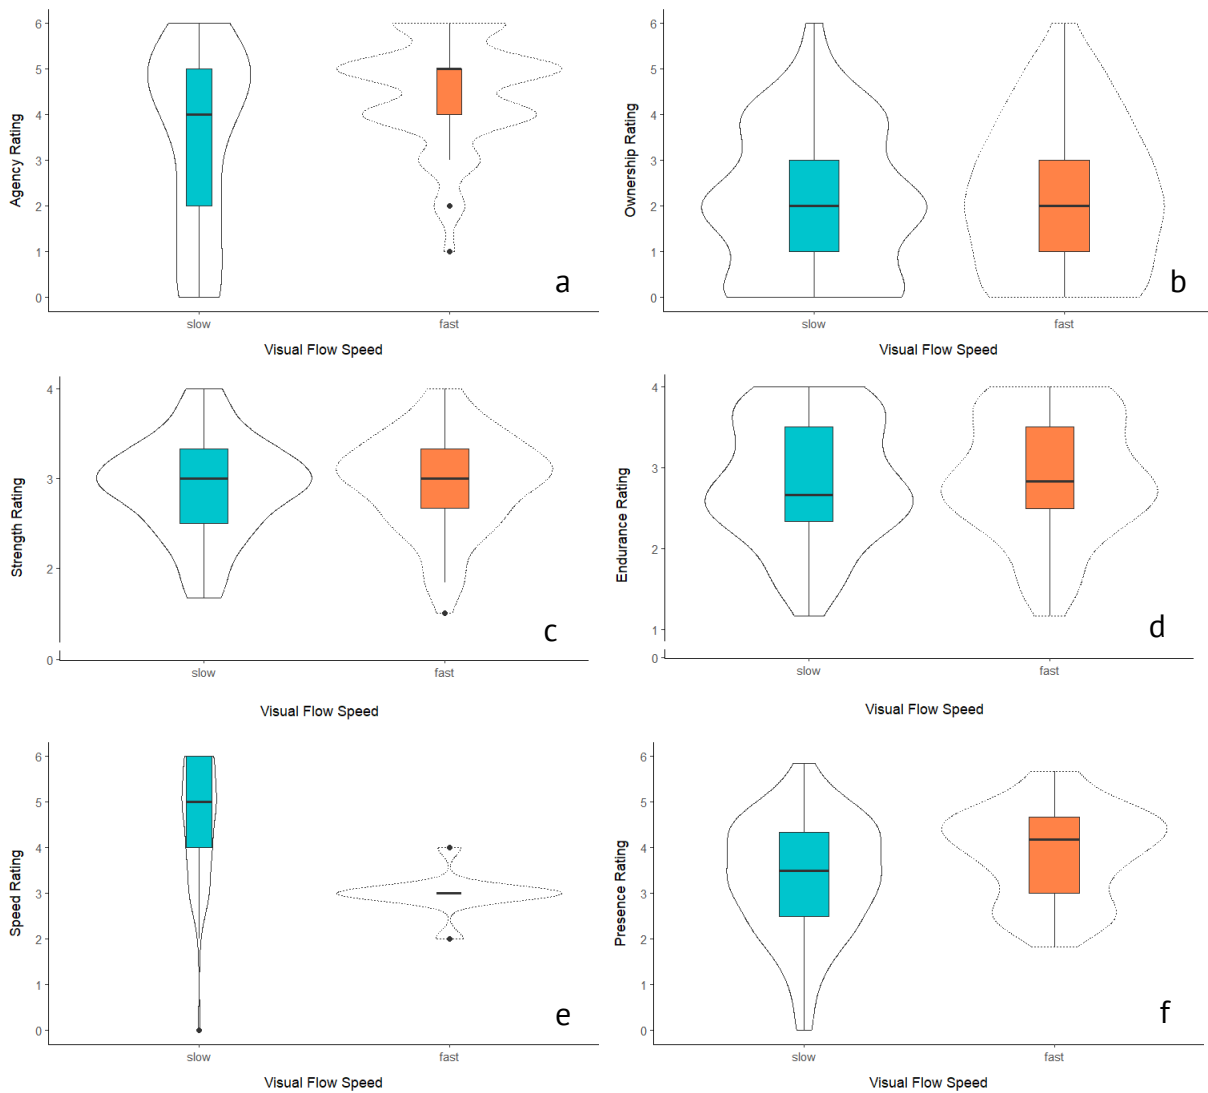 Agency Rating
6
5
4
3
2
1
0
a
slow fast
Visual Flow Speed
Ownership Rating
6
5
4
3
2
1
0
b
slow fast
Visual Flow Speed
Strength Rating
4
3
2
0
c
slow fast
Visual Flow Speed
Endurance Rating
4
3
2
1
0
d
slow fast
Visual Flow Speed
Speed Rating
6
5
4
3
2
1
0
e
slow fast
Visual Flow Speed
Presence Rating
6
5
4
3
2
1
0
f
slow fast
Visual Flow Speed